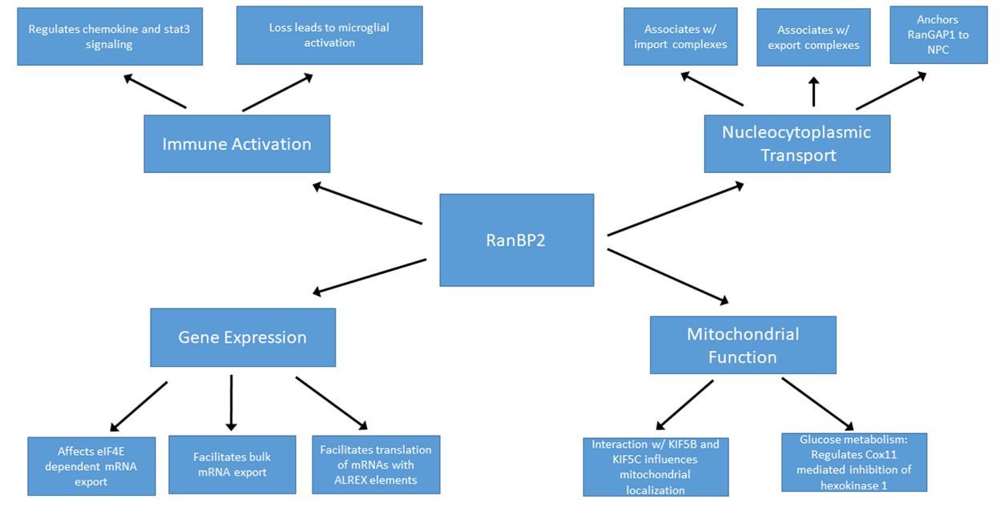 Regulates chemokine and stat3
signaling
Loss leads to microglial
activation
Associates w/
import complexes
Associates w/
export complexes
Anchors
RanGAP1 to
NPC
Immune Activation
Nucleocytoplasmic
Transport
RanBP2
Gene Expression
Mitochondrial
Function
Affects eIF4E
dependent mRNA
export
Facilitates bulk
mRNA export
Facilitates translation
of mRNAs with
ALREX elements
Interaction w/ KIF5B and
KIF5C influences
mitochondrial
localization
Glucose metabolism:
Regulates Cox11
mediated inhibition of
hexokinase 1